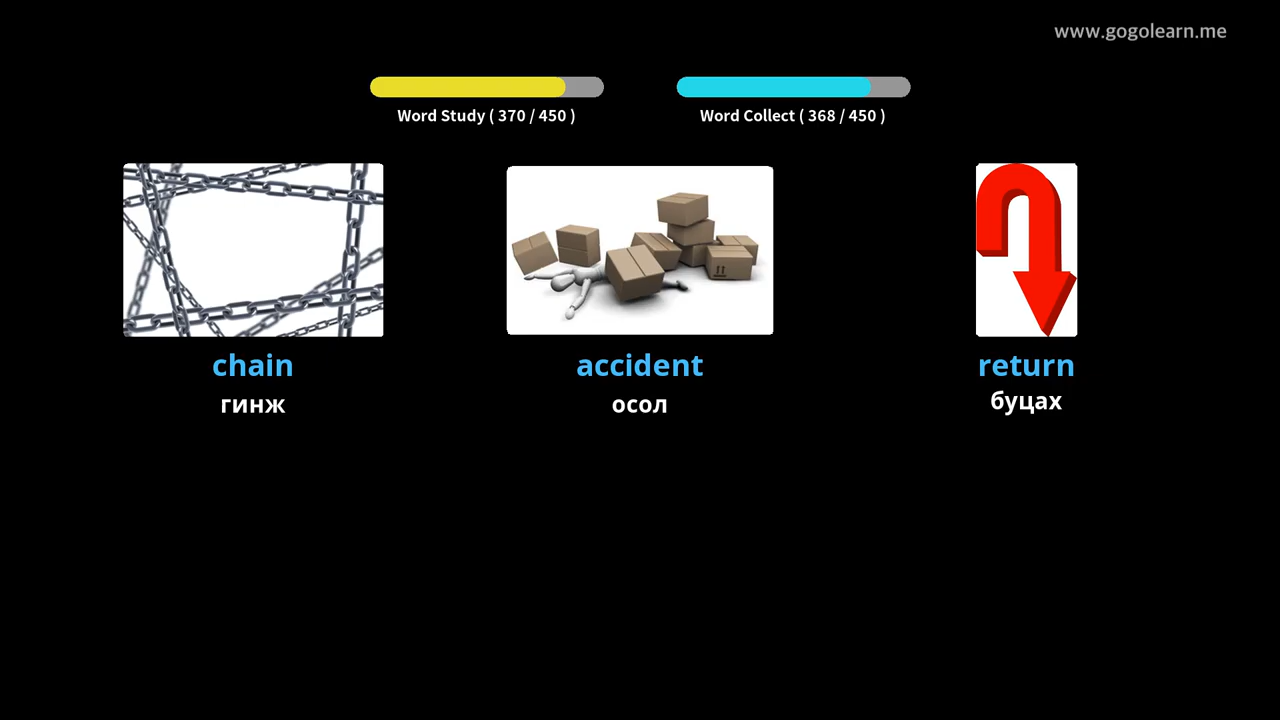 www.gogolearn.me
Word Study ( 370 / 450 )
Word Collect ( 368 / 450 )
chain
гинж
accident
осол
return
буцах